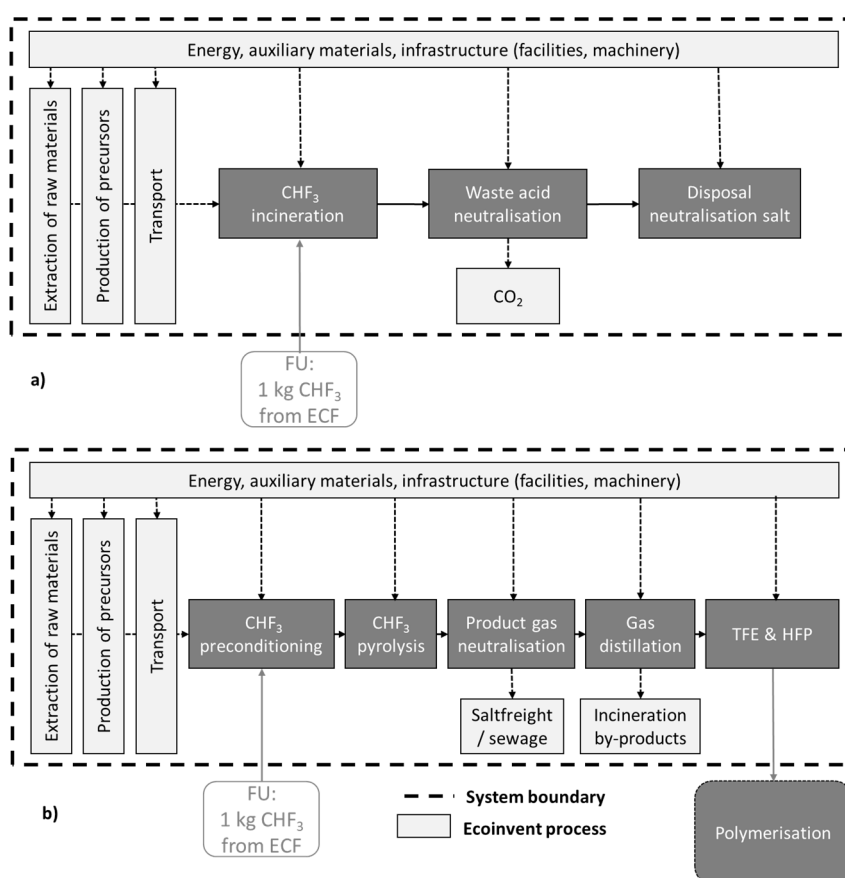 Energy, auxiliary materials, infrastructure (facilities, machinery)
Extraction of raw materials
Production of precursors
Transport
CHF₃
incineration
Waste acid
neutralisation
Disposal
neutralisation salt
CO₂
FU:
1 kg CHF₃
from ECF
a)
Energy, auxiliary materials, infrastructure (facilities, machinery)
Extraction of raw materials
Production of precursors
Transport
CHF₃
preconditioning
CHF₃
pyrolysis
Product gas
neutralisation
Gas
distillation
TFE & HFP
Saltfreight
/ sewage
Incineration
by-products
FU:
1 kg CHF₃
from ECF
b)
System boundary
Ecoinvent process
Polymerisation